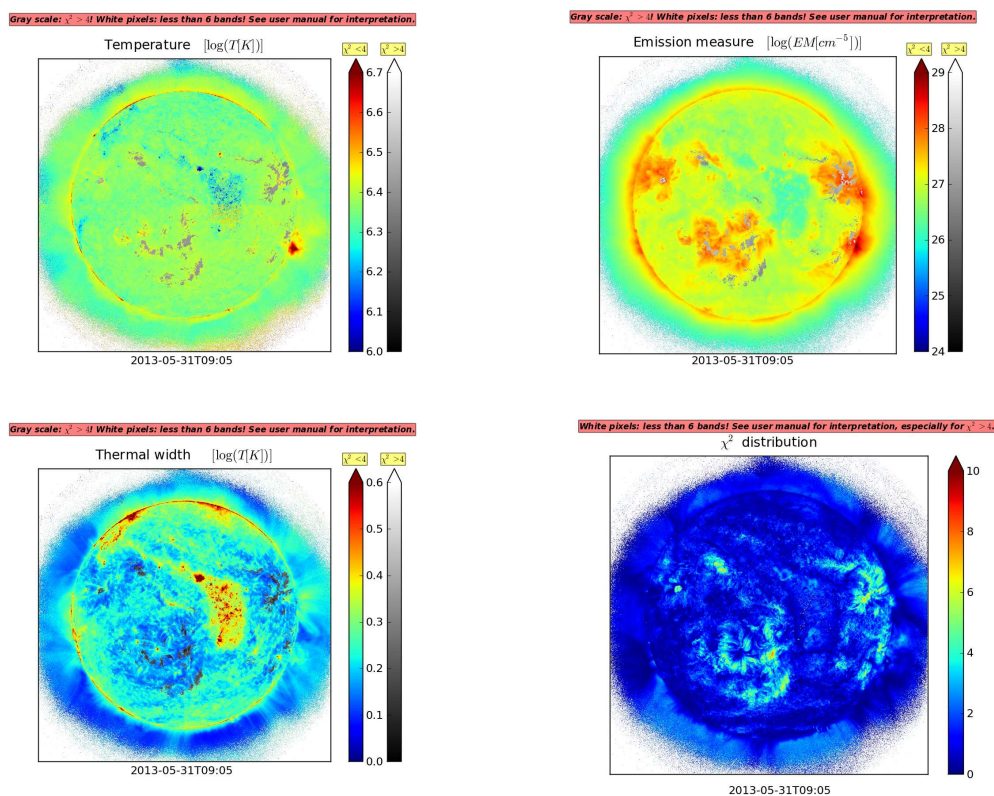 Gray scale: χ² > 4! White pixels: less than 6 bands! See user manual for interpretation.
Temperature [log(T[K])]
χ² <4 χ² >4
6.7
6.6
6.5
6.4
6.3
6.2
6.1
6.0
2013-05-31T09:05
Gray scale: χ² > 4! White pixels: less than 6 bands! See user manual for interpretation.
Emission measure [log(EM[cm⁻⁵])]
χ² <4 χ² >4
29
28
27
26
25
24
2013-05-31T09:05
Gray scale: χ² > 4! White pixels: less than 6 bands! See user manual for interpretation.
Thermal width [log(T[K])]
χ² <4 χ² >4
0.6
0.5
0.4
0.3
0.2
0.1
0.0
2013-05-31T09:05
White pixels: less than 6 bands! See user manual for interpretation, especially for χ² >4.
χ² distribution
10
8
6
4
2
0
2013-05-31T09:05